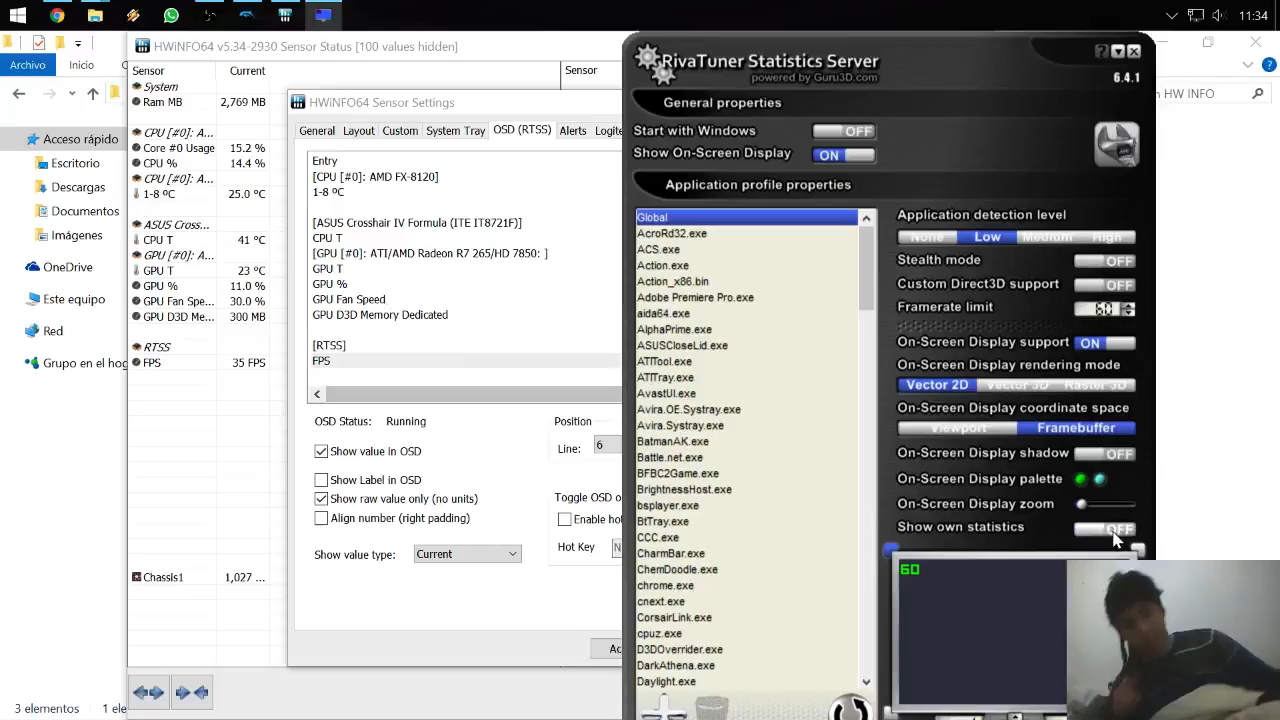 11:34
HWiNFO64 v5.34-2930 Sensor Status [100 values hidden]
Archivo
Inicio
HW INFO
Acceso rápido
Escritorio
Descargas
Documentos
Imágenes
OneDrive
Este equipo
Red
Grupo en el hog
3 elementos
1 ele
Sensor
Current
Sensor
System
Ram MB 2,769 MB
CPU [#0]: A...
Core #0 Usage 15.2 %
CPU % 14.4 %
CPU [#0]: A...
1-8 ºC 25.0 ºC
ASUS Cross...
CPU T 41 °C
GPU [#0]: A...
GPU T 23 °C
GPU % 11.0 %
GPU Fan Spe... 30.0 %
GPU D3D Me... 300 MB
RTSS
FPS 35 FPS
Chassis1 1,027 ...
HWiNFO64 Sensor Settings
General
Layout
Custom
System Tray
OSD (RTSS)
Alerts
Logite
Entry
[CPU [#0]: AMD FX-8120]
1-8 ºC
[ASUS Crosshair IV Formula (ITE IT8721F)]
CPU T
[GPU [#0]: ATI/AMD Radeon R7 265/HD 7850: ]
GPU T
GPU %
GPU Fan Speed
GPU D3D Memory Dedicated
[RTSS]
FPS
OSD Status: Running
Position
Show value in OSD
Line: 6
Show Label in OSD
Show raw value only (no units)
Toggle OSD o
Align number (right padding)
Enable ho
Show value type: Current
Hot Key N
Ac
RivaTuner Statistics Server
powered by Guru3D.com
6.4.1
General properties
Start with Windows OFF
Show On-Screen Display ON
Application profile properties
Global
AcroRd32.exe
ACS.exe
Action.exe
Action_x86.bin
Adobe Premiere Pro.exe
aida64.exe
AlphaPrime.exe
ASUSCloseLid.exe
ATITool.exe
ATITray.exe
AvastUI.exe
Avira.OE.Systray.exe
Avira.Systray.exe
BatmanAK.exe
Battle.net.exe
BFBC2Game.exe
BrightnessHost.exe
bsplayer.exe
BtTray.exe
CCC.exe
CharmBar.exe
ChemDoodle.exe
chrome.exe
cnext.exe
CorsairLink.exe
cpuz.exe
D3DOverrider.exe
DarkAthena.exe
Daylight.exe
Application detection level
None Low Medium High
Stealth mode OFF
Custom Direct3D support OFF
Framerate limit 60
On-Screen Display support ON
On-Screen Display rendering mode
Vector 2D Vector 3D Raster 3D
On-Screen Display coordinate space
Viewport Framebuffer
On-Screen Display shadow OFF
On-Screen Display palette
On-Screen Display zoom
Show own statistics OFF
60